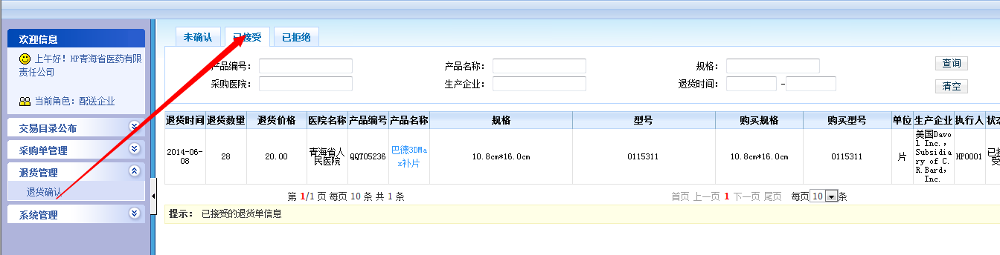 欢迎信息
上午好! HP青海省医药有限
责任公司
当前角色: 配送企业
交易目录公布
采购单管理
退货管理
退货确认
系统管理
未确认 已接受 已拒绝
产品编号: 产品名称: 规格: 查询
采购医院: 生产企业: 退货时间: - 清空
退货时间 退货数量 退货价格 医院名称 产品编号 产品名称 规格 型号 购买规格 购买型号 单位 生产企业 执行人 状态
2014-06-
08
28
20.00
青海省人
民医院
QQT05236
巴德3DMa
x补片
10.8cm*16.0cm
0115311
10.8cm*16.0cm
0115311
片
美国Davo
l Inc.,
Subsidia
ry of C.
R.Bard,
Inc.
HP0001
已接
受
第 1/1 页 每页 10 条 共 1 条
首页 上一页 1 下一页 尾页 每页 10 条
提示: 已接受的退货单信息